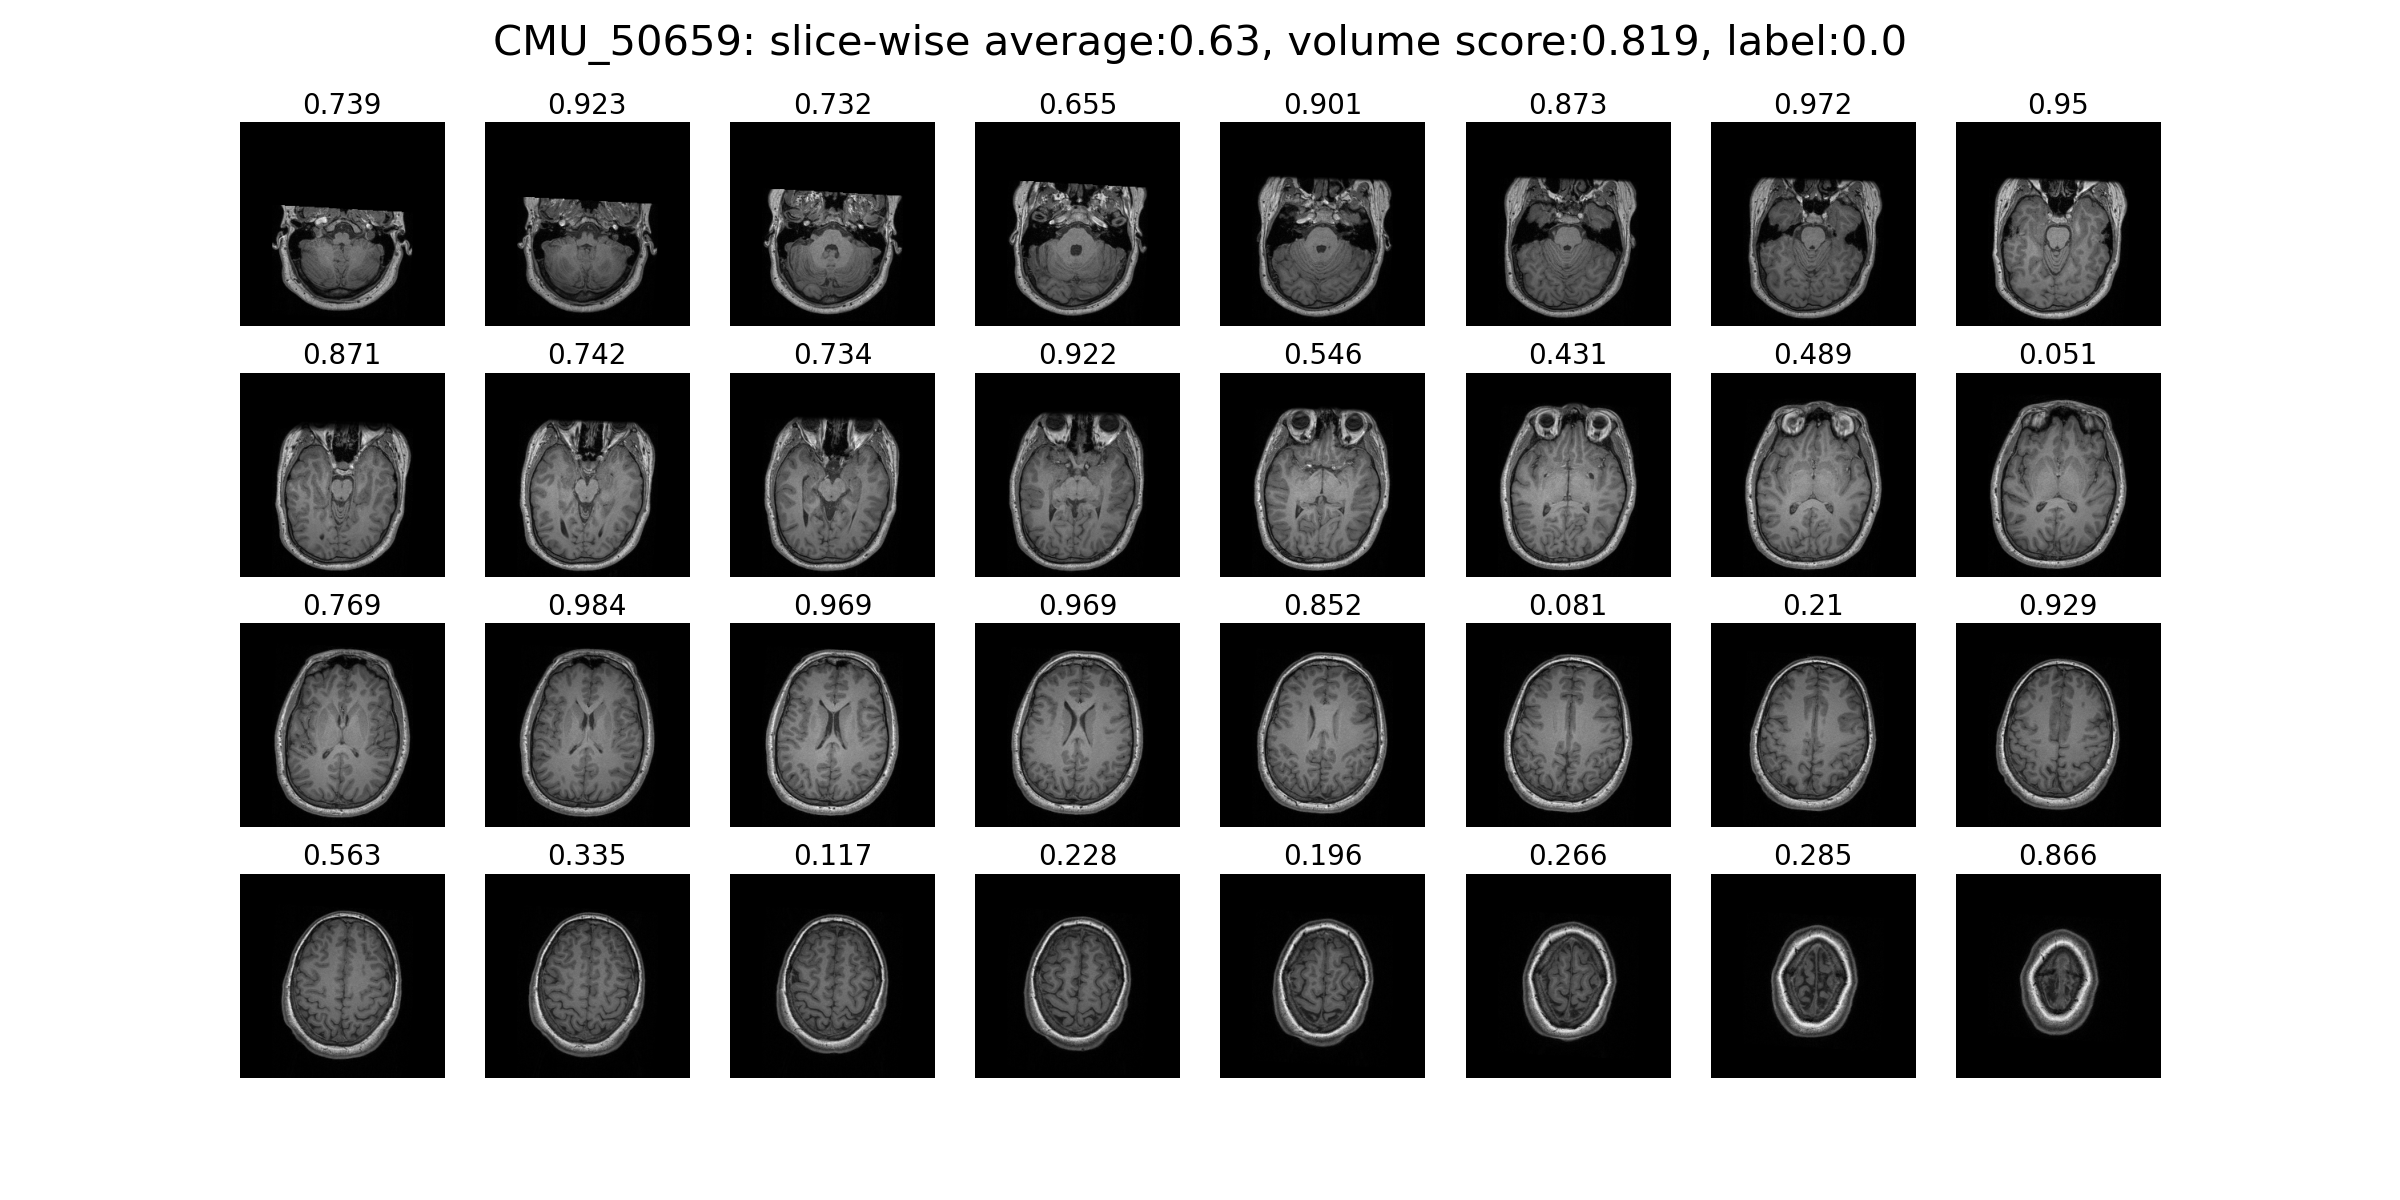 CMU_50659: slice-wise average:0.63, volume score:0.819, label:0.0
0.739 0.923 0.732 0.655 0.901 0.873 0.972 0.95
0.871 0.742 0.734 0.922 0.546 0.431 0.489 0.051
0.769 0.984 0.969 0.969 0.852 0.081 0.21 0.929
0.563 0.335 0.117 0.228 0.196 0.266 0.285 0.866